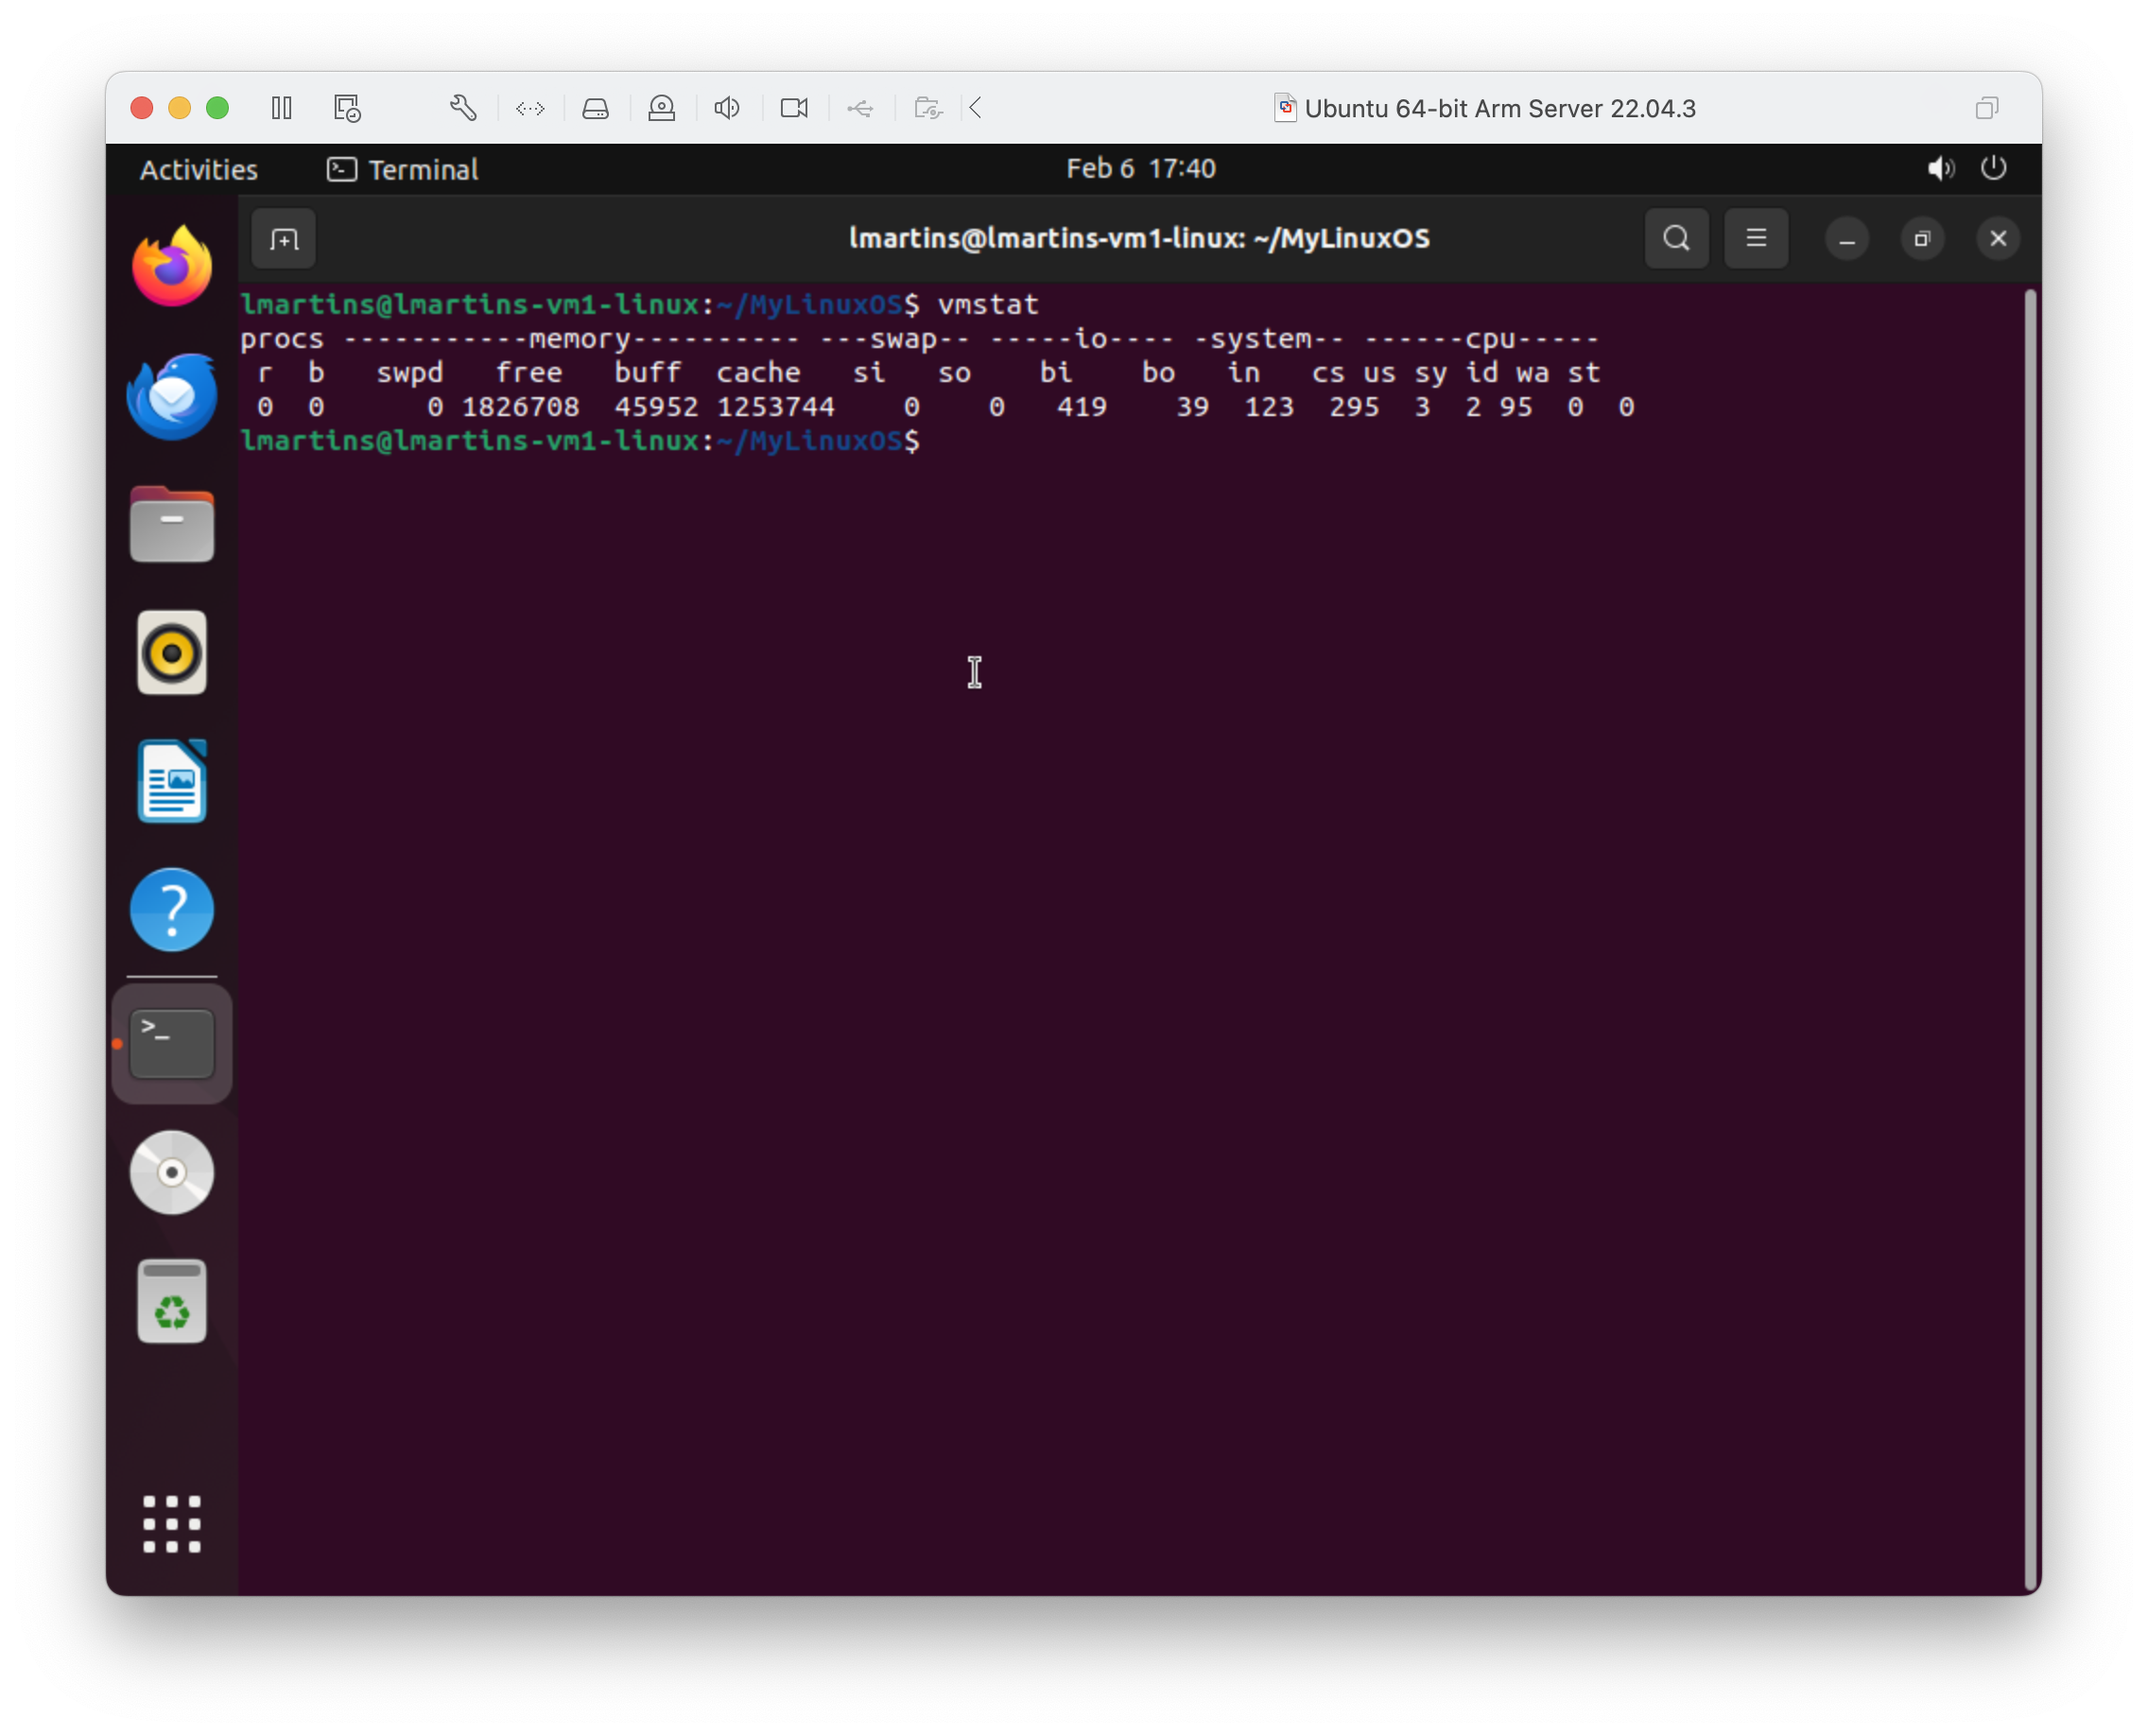 Ubuntu 64-bit Arm Server 22.04.3
Activities Terminal Feb 6 17:40
lmartins@lmartins-vm1-linux: ~/MyLinuxOS
lmartins@lmartins-vm1-linux:~/MyLinuxOS$ vmstat
procs -----------memory---------- ---swap-- -----io---- -system-- ------cpu-----
 r  b   swpd   free   buff  cache   si   so    bi    bo   in   cs us sy id wa st
 0  0      0 1826708  45952 1253744    0    0   419    39  123  295  3  2 95  0  0
lmartins@lmartins-vm1-linux:~/MyLinuxOS$